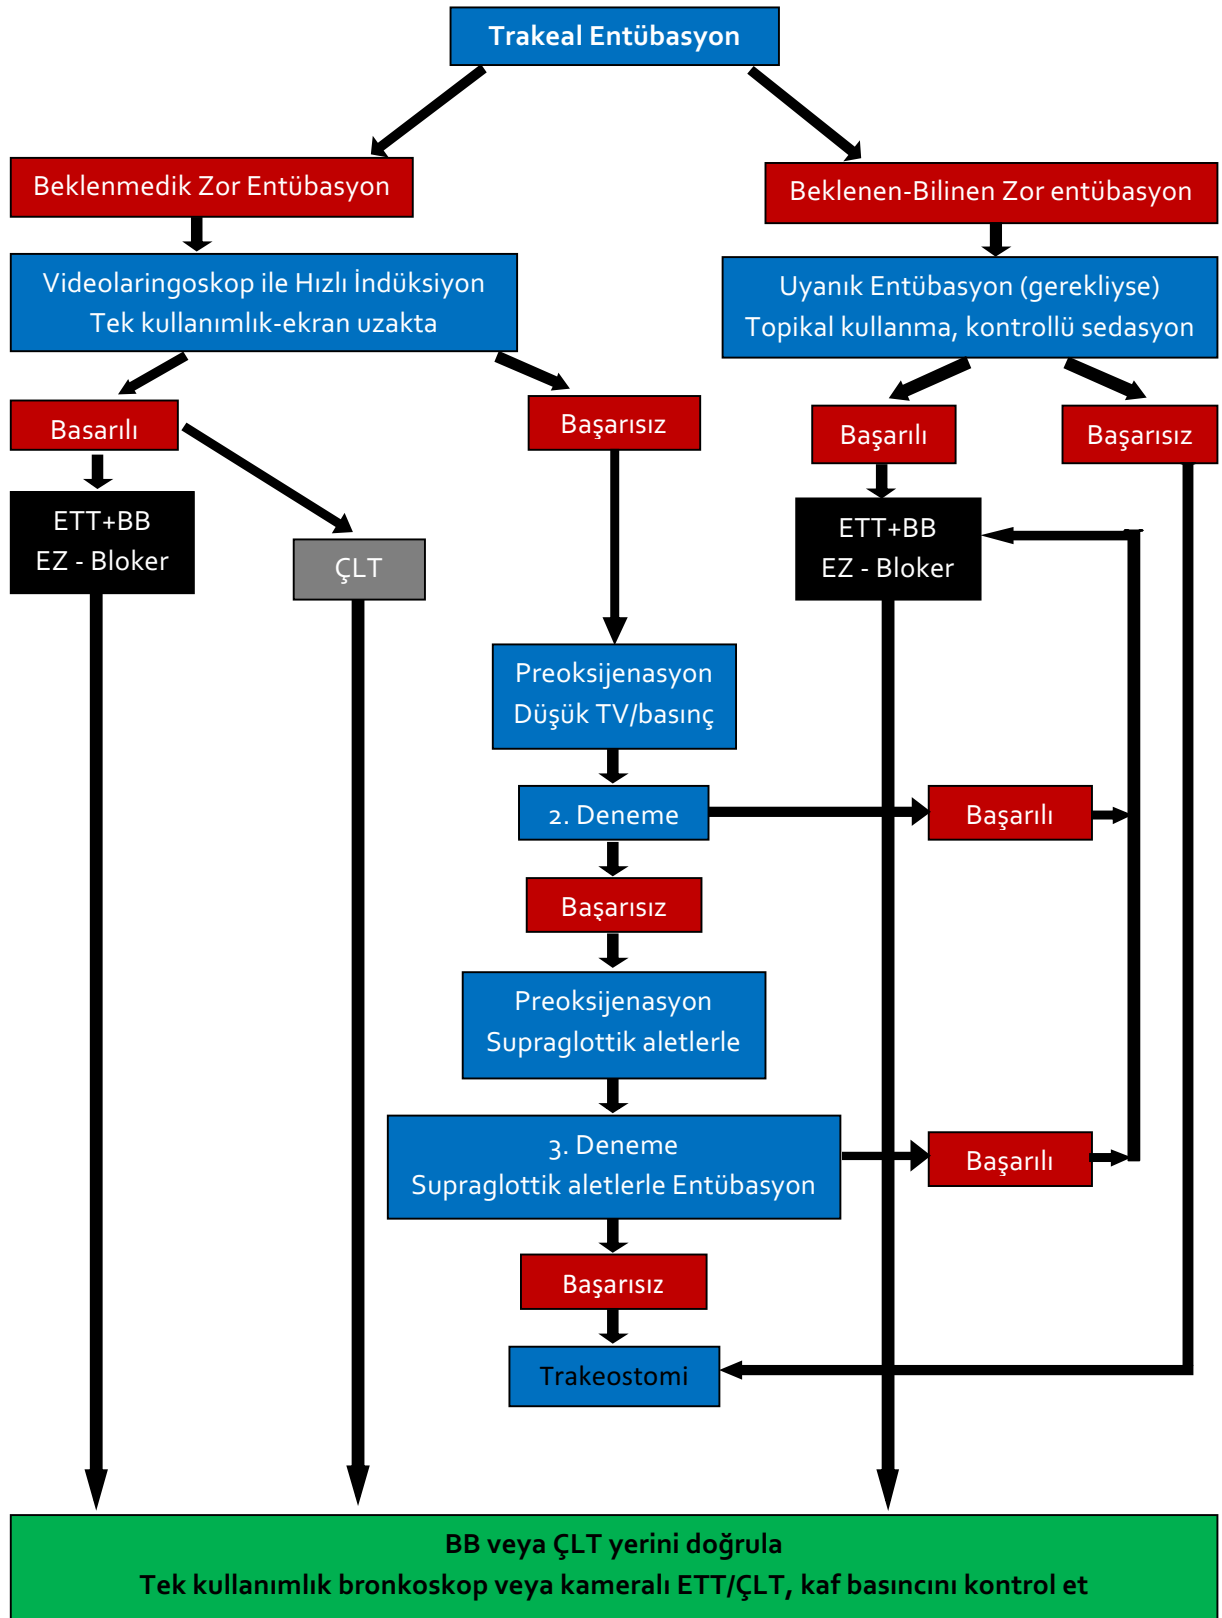 Trakeal Entübasyon
Beklenmedik Zor Entübasyon
Beklenen-Bilinen Zor entübasyon
Videolaringoskop ile Hızlı İndüksiyon
Tek kullanımlık-ekran uzakta
Uyanık Entübasyon (gerekliyse)
Topikal kullanma, kontrollü sedasyon
Basarılı
Başarısız
Başarılı
Başarısız
ETT+BB
EZ - Bloker
ÇLT
ETT+BB
EZ - Bloker
Preoksijenasyon
Düşük TV/basınç
2. Deneme
Başarılı
Başarısız
Preoksijenasyon
Supraglottik aletlerle
3. Deneme
Supraglottik aletlerle Entübasyon
Başarılı
Başarısız
Trakeostomi
BB veya ÇLT yerini doğrula
Tek kullanımlık bronkoskop veya kameralı ETT/ÇLT, kaf basıncını kontrol et